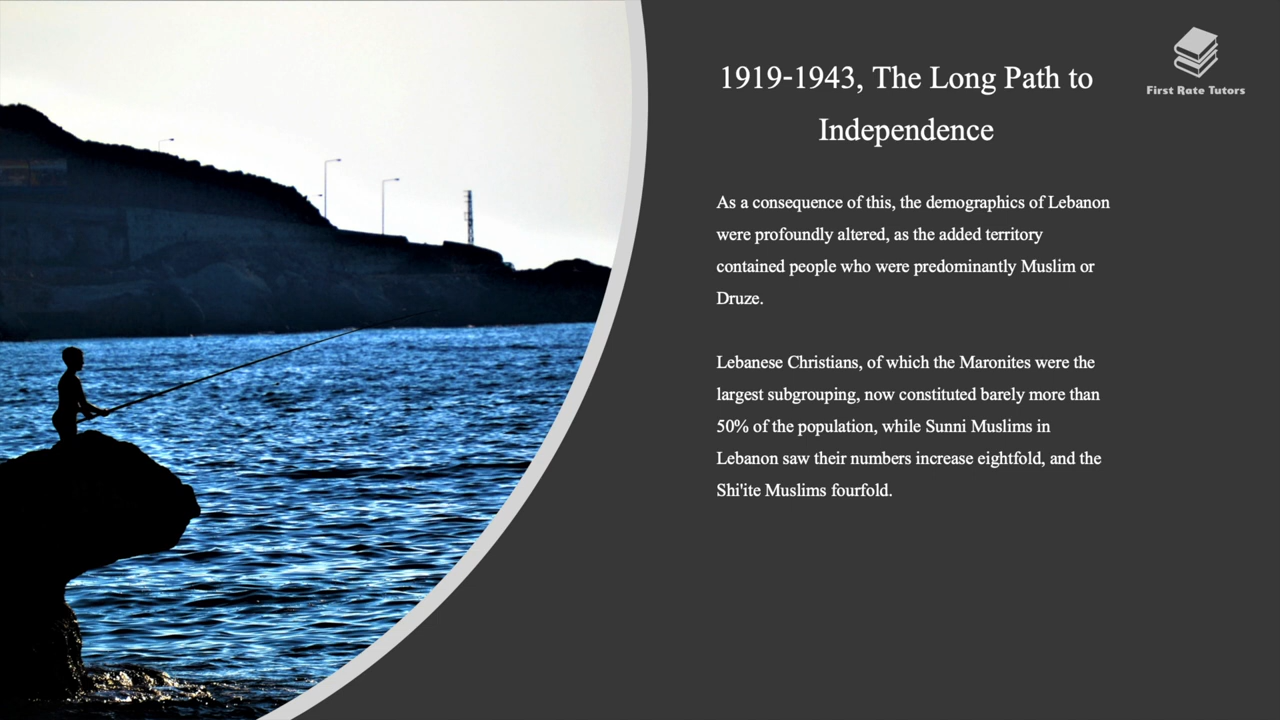 1919-1943, The Long Path to
Independence
First Rate Tutors
As a consequence of this, the demographics of Lebanon
were profoundly altered, as the added territory
contained people who were predominantly Muslim or
Druze.
Lebanese Christians, of which the Maronites were the
largest subgrouping, now constituted barely more than
50% of the population, while Sunni Muslims in
Lebanon saw their numbers increase eightfold, and the
Shi'ite Muslims fourfold.